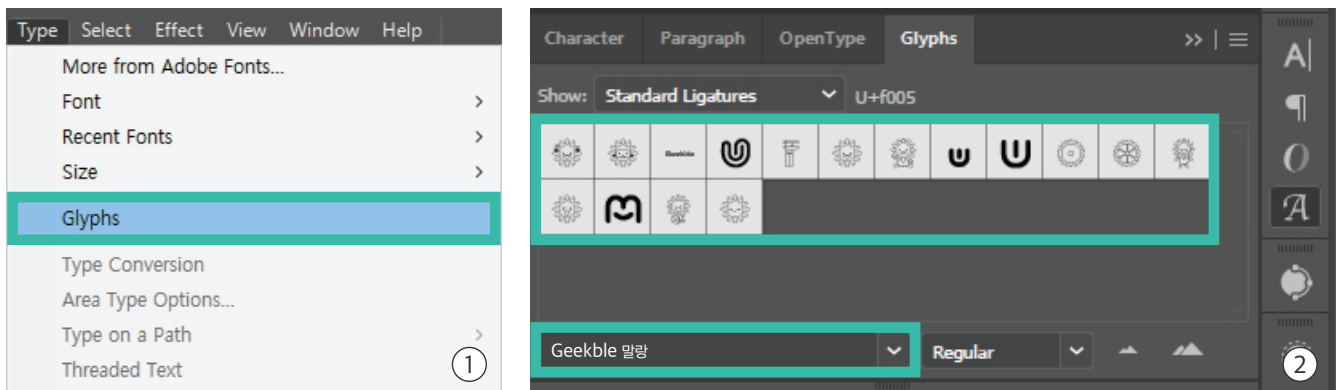 Type Select Effect View Window Help
More from Adobe Fonts...
Font
Recent Fonts
Size
Glyphs
Type Conversion
Area Type Options...
Type on a Path
Threaded Text
①
Character Paragraph OpenType Glyphs
Show: Standard Ligatures U+f005
Geekble 말랑 Regular
②